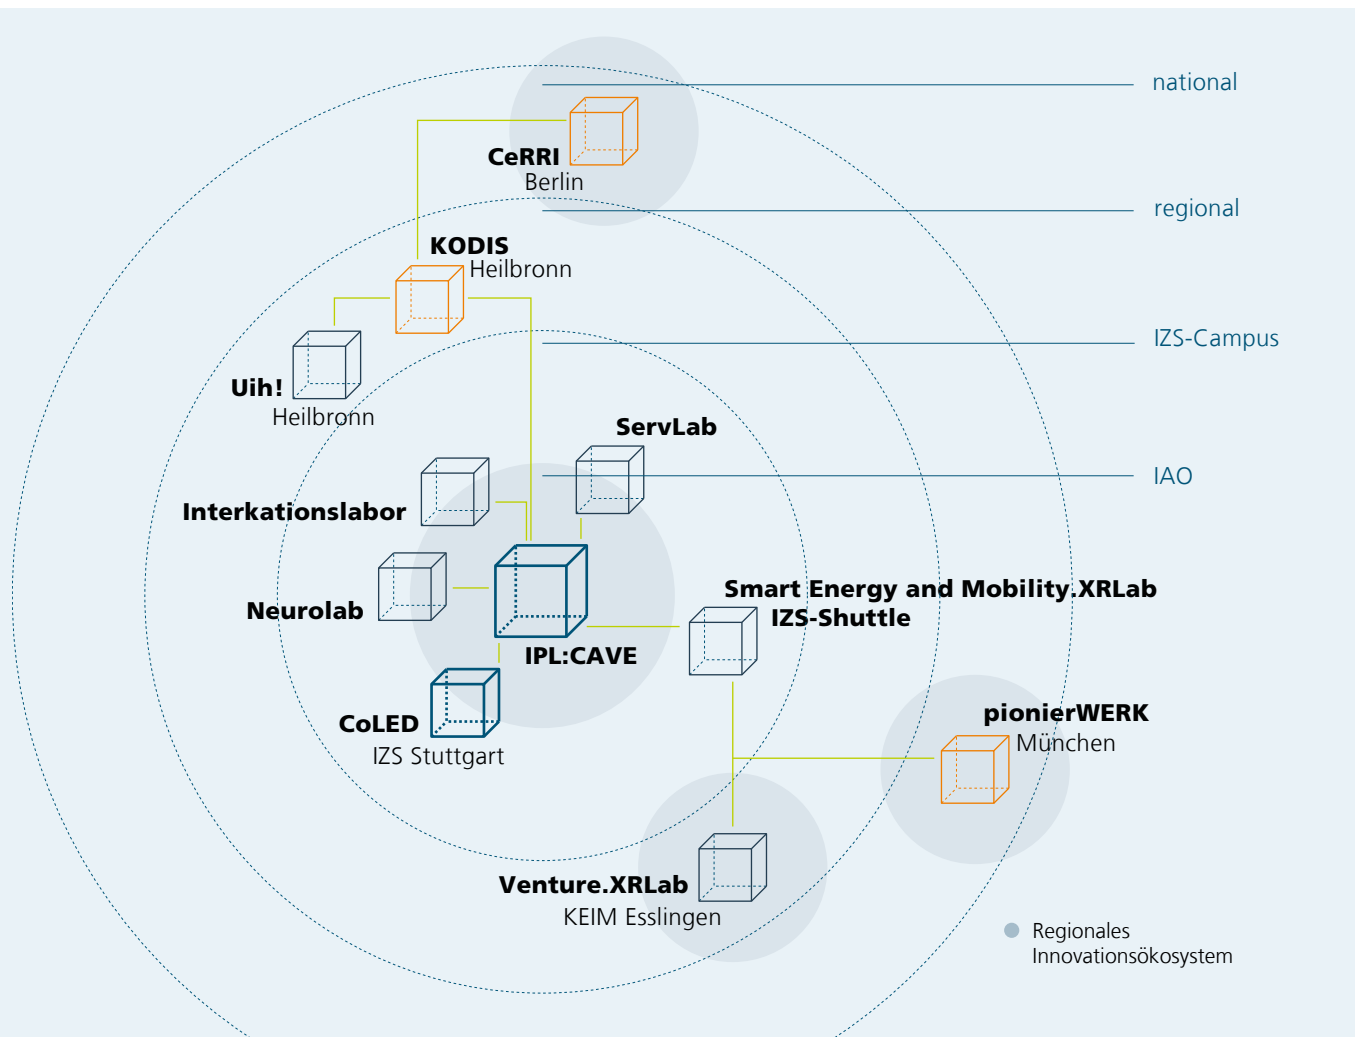 national
CeRRI
Berlin
regional
KODIS
Heilbronn
IZS-Campus
Uih!
Heilbronn
ServLab
IAO
Interkationslabor
Neurolab
Smart Energy and Mobility.XRLab
IZS-Shuttle
IPL:CAVE
CoLED
IZS Stuttgart
pionierWERK
München
Venture.XRLab
KEIM Esslingen
Regionales
Innovationsökosystem